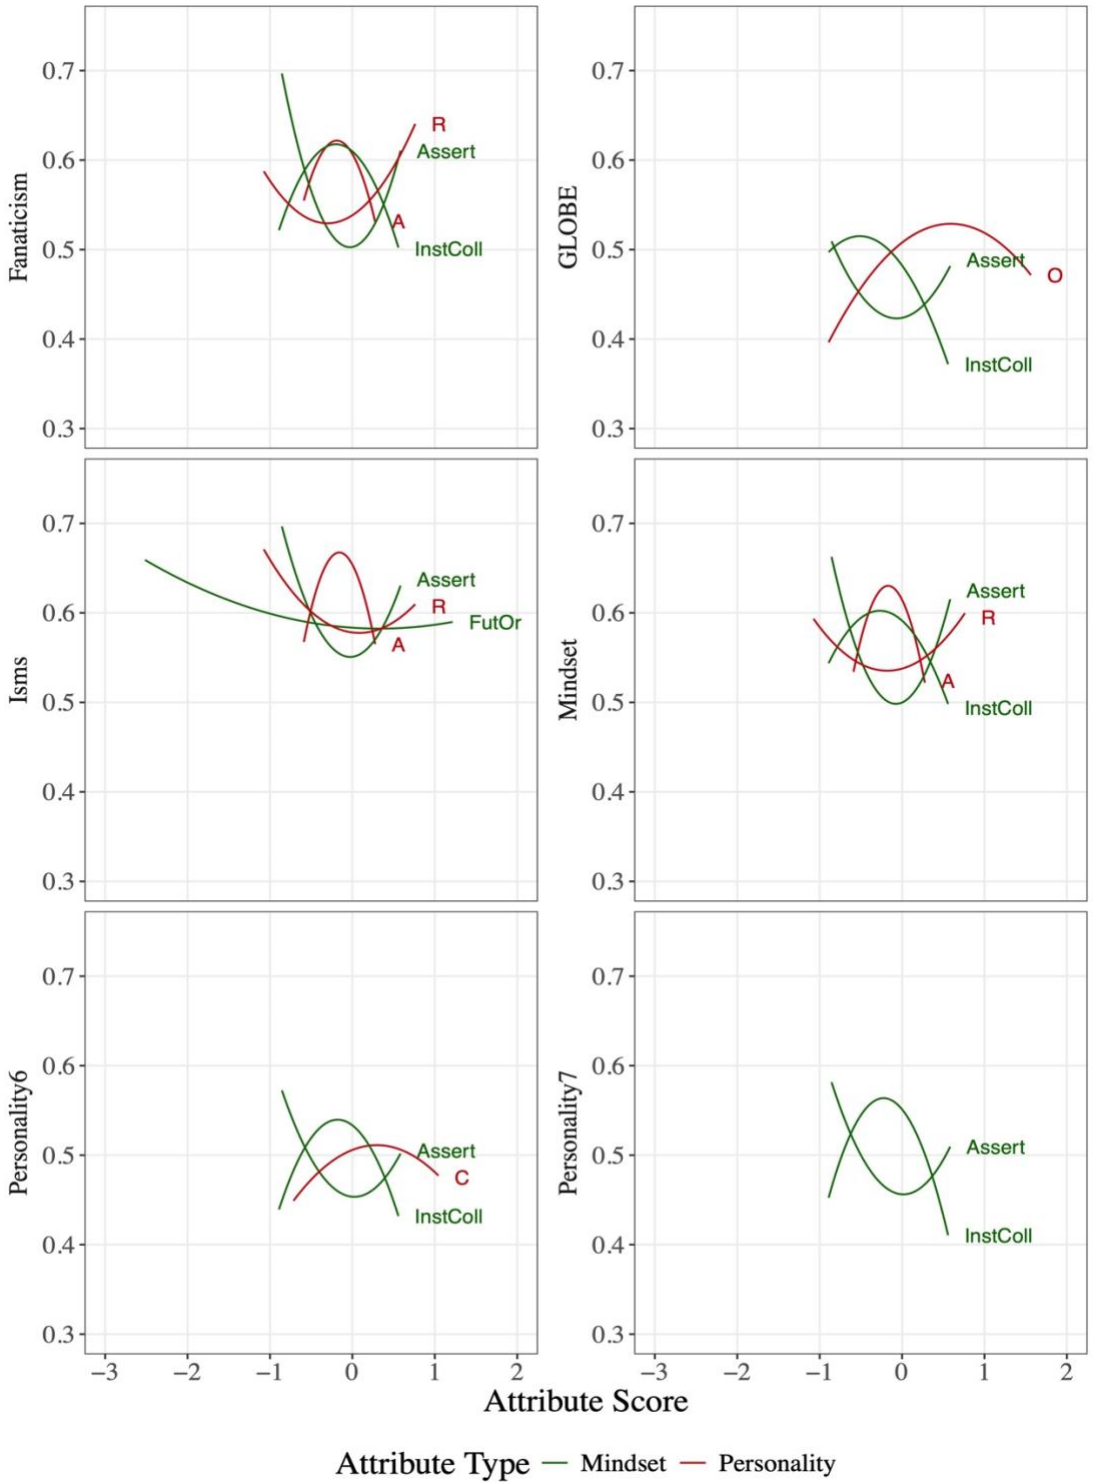 Fanaticism
0.7
0.6
0.5
0.4
0.3
R
Assert
A
InstColl
GLOBE
0.7
0.6
0.5
0.4
0.3
Assert
O
InstColl
Isms
0.7
0.6
0.5
0.4
0.3
Assert
R
FutOr
A
Mindset
0.7
0.6
0.5
0.4
0.3
Assert
R
A
InstColl
Personality6
0.7
0.6
0.5
0.4
0.3
Assert
C
InstColl
Personality7
0.7
0.6
0.5
0.4
0.3
Assert
InstColl
−3 −2 −1 0 1 2
−3 −2 −1 0 1 2
Attribute Score
Attribute Type Mindset Personality